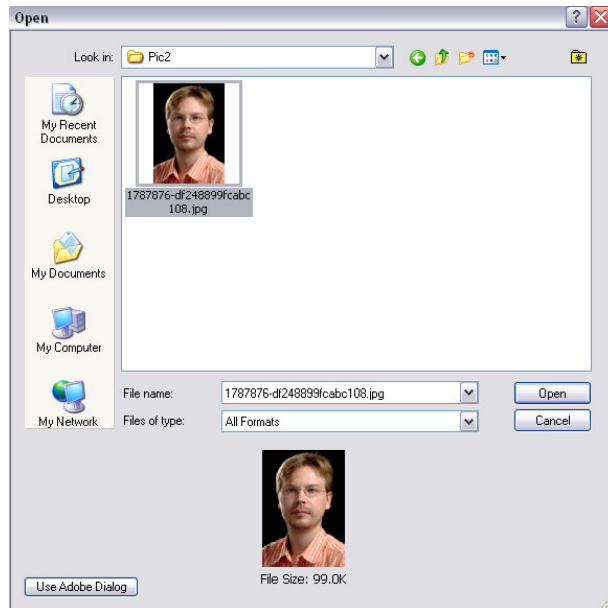 Open
Look in:
Pic2
My Recent
Documents
Desktop
My Documents
My Computer
My Network
1787876-df248899fcabc
108.jpg
File name:
1787876-df248899fcabc108.jpg
Open
Files of type:
All Formats
Cancel
File Size: 99.0K
Use Adobe Dialog